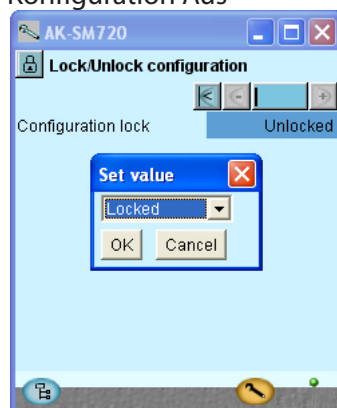 Konfiguration Aus
AK-SM720
Lock/Unlock configuration
Configuration lock Unlocked
Set value
Locked
OK Cancel